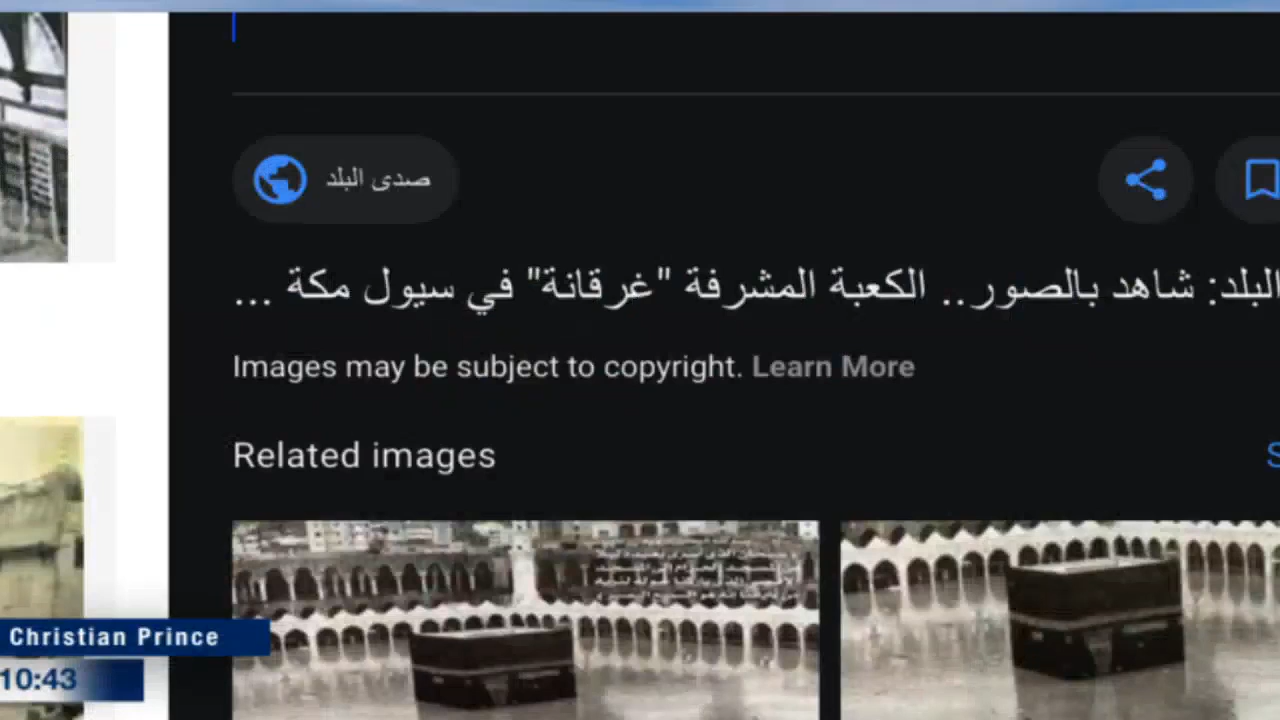 صدى البلد
البلد: شاهد بالصور.. الكعبة المشرفة "غرقانة" في سيول مكة ...
Images may be subject to copyright. Learn More
Related images
S
Christian Prince
10:43